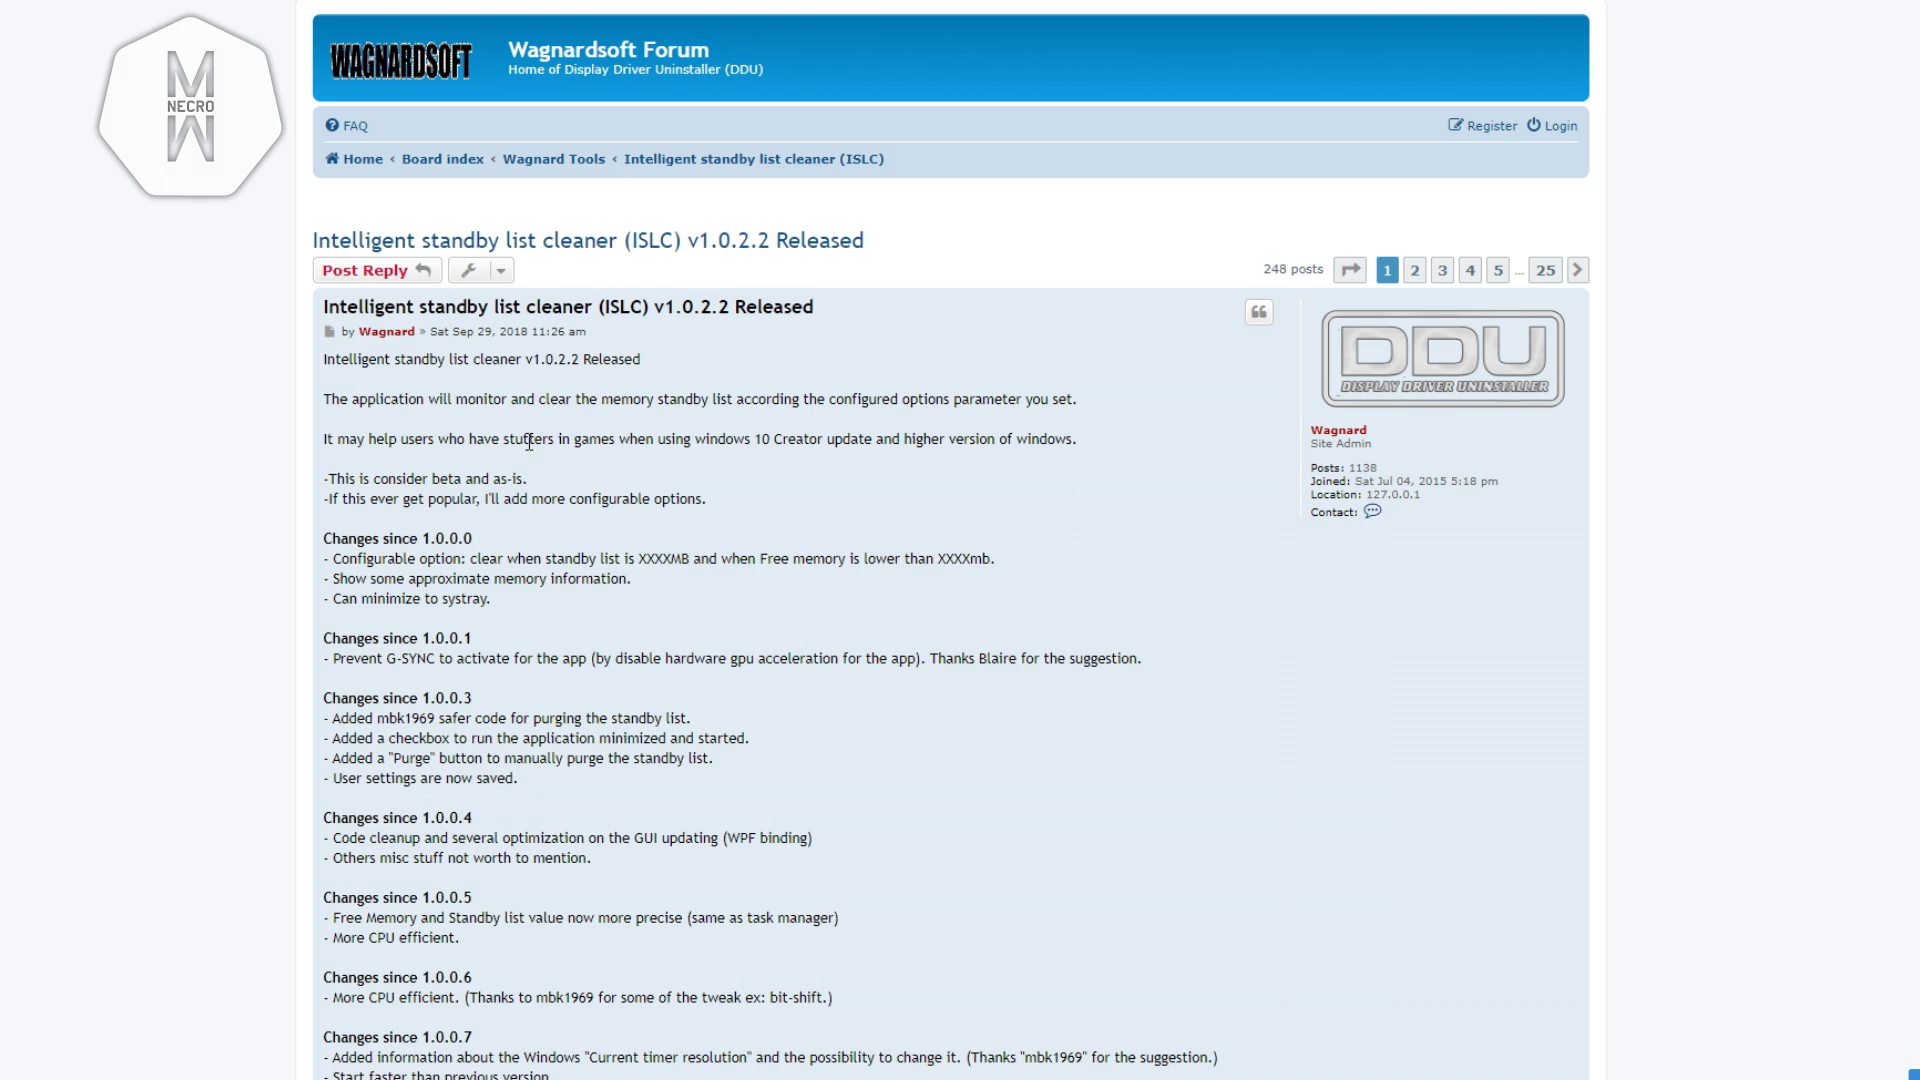 M
NECRO
M
WAGNARDSOFT
Wagnardsoft Forum
Home of Display Driver Uninstaller (DDU)
FAQ
Register Login
Home ‹ Board index ‹ Wagnard Tools ‹ Intelligent standby list cleaner (ISLC)
Intelligent standby list cleaner (ISLC) v1.0.2.2 Released
Post Reply
248 posts 1 2 3 4 5 ... 25
Intelligent standby list cleaner (ISLC) v1.0.2.2 Released
by Wagnard » Sat Sep 29, 2018 11:26 am
Intelligent standby list cleaner v1.0.2.2 Released
The application will monitor and clear the memory standby list according the configured options parameter you set.
It may help users who have stutters in games when using windows 10 Creator update and higher version of windows.
-This is consider beta and as-is.
-If this ever get popular, I'll add more configurable options.
Changes since 1.0.0.0
- Configurable option: clear when standby list is XXXXMB and when Free memory is lower than XXXXmb.
- Show some approximate memory information.
- Can minimize to systray.
Changes since 1.0.0.1
- Prevent G-SYNC to activate for the app (by disable hardware gpu acceleration for the app). Thanks Blaire for the suggestion.
Changes since 1.0.0.3
- Added mbk1969 safer code for purging the standby list.
- Added a checkbox to run the application minimized and started.
- Added a "Purge" button to manually purge the standby list.
- User settings are now saved.
Changes since 1.0.0.4
- Code cleanup and several optimization on the GUI updating (WPF binding)
- Others misc stuff not worth to mention.
Changes since 1.0.0.5
- Free Memory and Standby list value now more precise (same as task manager)
- More CPU efficient.
Changes since 1.0.0.6
- More CPU efficient. (Thanks to mbk1969 for some of the tweak ex: bit-shift.)
Changes since 1.0.0.7
- Added information about the Windows "Current timer resolution" and the possibility to change it. (Thanks "mbk1969" for the suggestion.)
- Start faster than previous version
DDU
DISPLAY DRIVER UNINSTALLER
Wagnard
Site Admin
Posts: 1138
Joined: Sat Jul 04, 2015 5:18 pm
Location: 127.0.0.1
Contact: